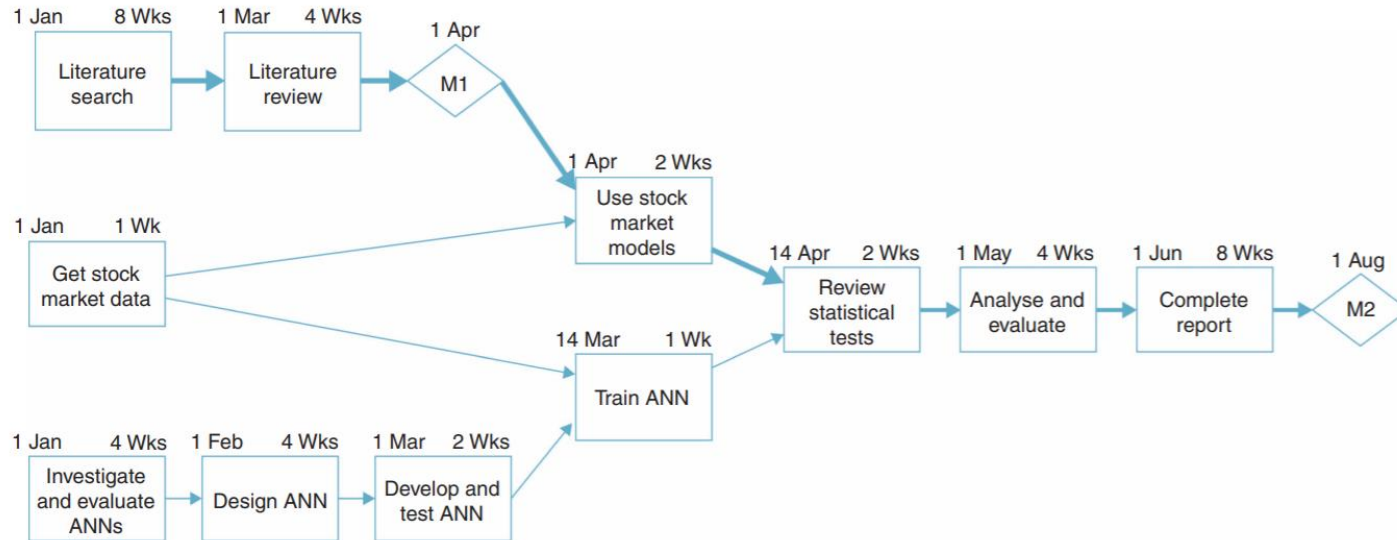 1 Jan 8 Wks
Literature
search
1 Mar 4 Wks
Literature
review
1 Apr
M1
1 Apr 2 Wks
Use stock
market
models
1 Jan 1 Wk
Get stock
market data
14 Apr 2 Wks
Review
statistical
tests
1 May 4 Wks
Analyse and
evaluate
1 Jun 8 Wks
Complete
report
1 Aug
M2
14 Mar 1 Wk
Train ANN
1 Jan 4 Wks
Investigate
and evaluate
ANNs
1 Feb 4 Wks
Design ANN
1 Mar 2 Wks
Develop and
test ANN